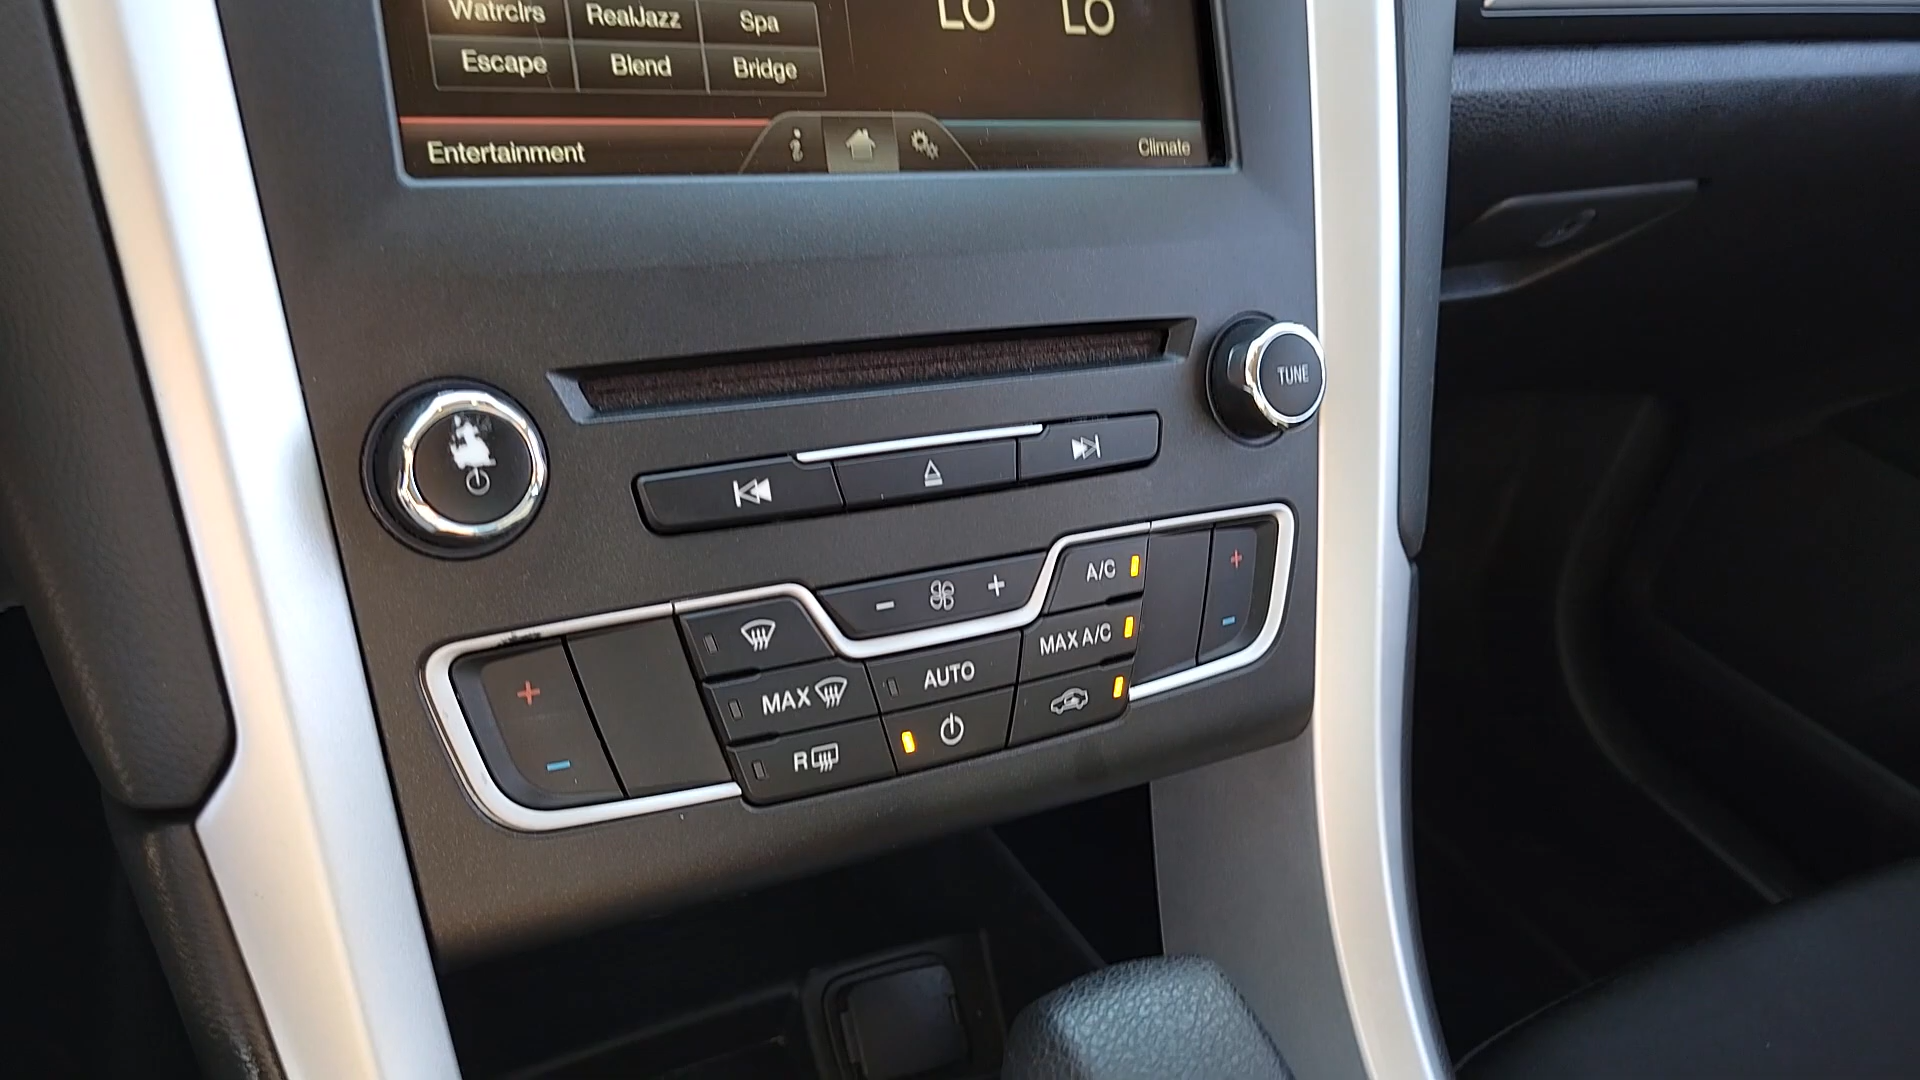 Watrclrs RealJazz Spa
LO LO
Escape Blend Bridge
Entertainment
Climate
TUNE
A/C
MAX A/C
AUTO
MAX
R